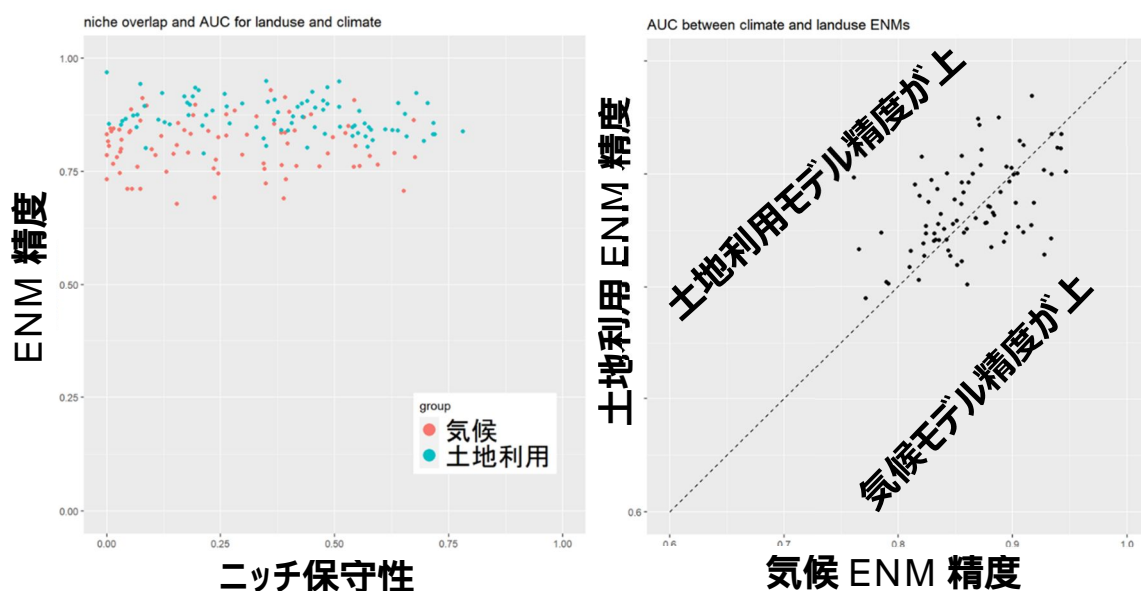 niche overlap and AUC for landuse and climate
1.00
0.75
0.50
0.25
0.00
0.00 0.25 0.50 0.75 1.00
ENM 精度
ニッチ保守性
group
気候
土地利用
AUC between climate and landuse ENMs
土地利用 ENM 精度
土地利用モデル精度が上
気候モデル精度が上
0.6
0.6 0.7 0.8 0.9 1.0
気候 ENM 精度